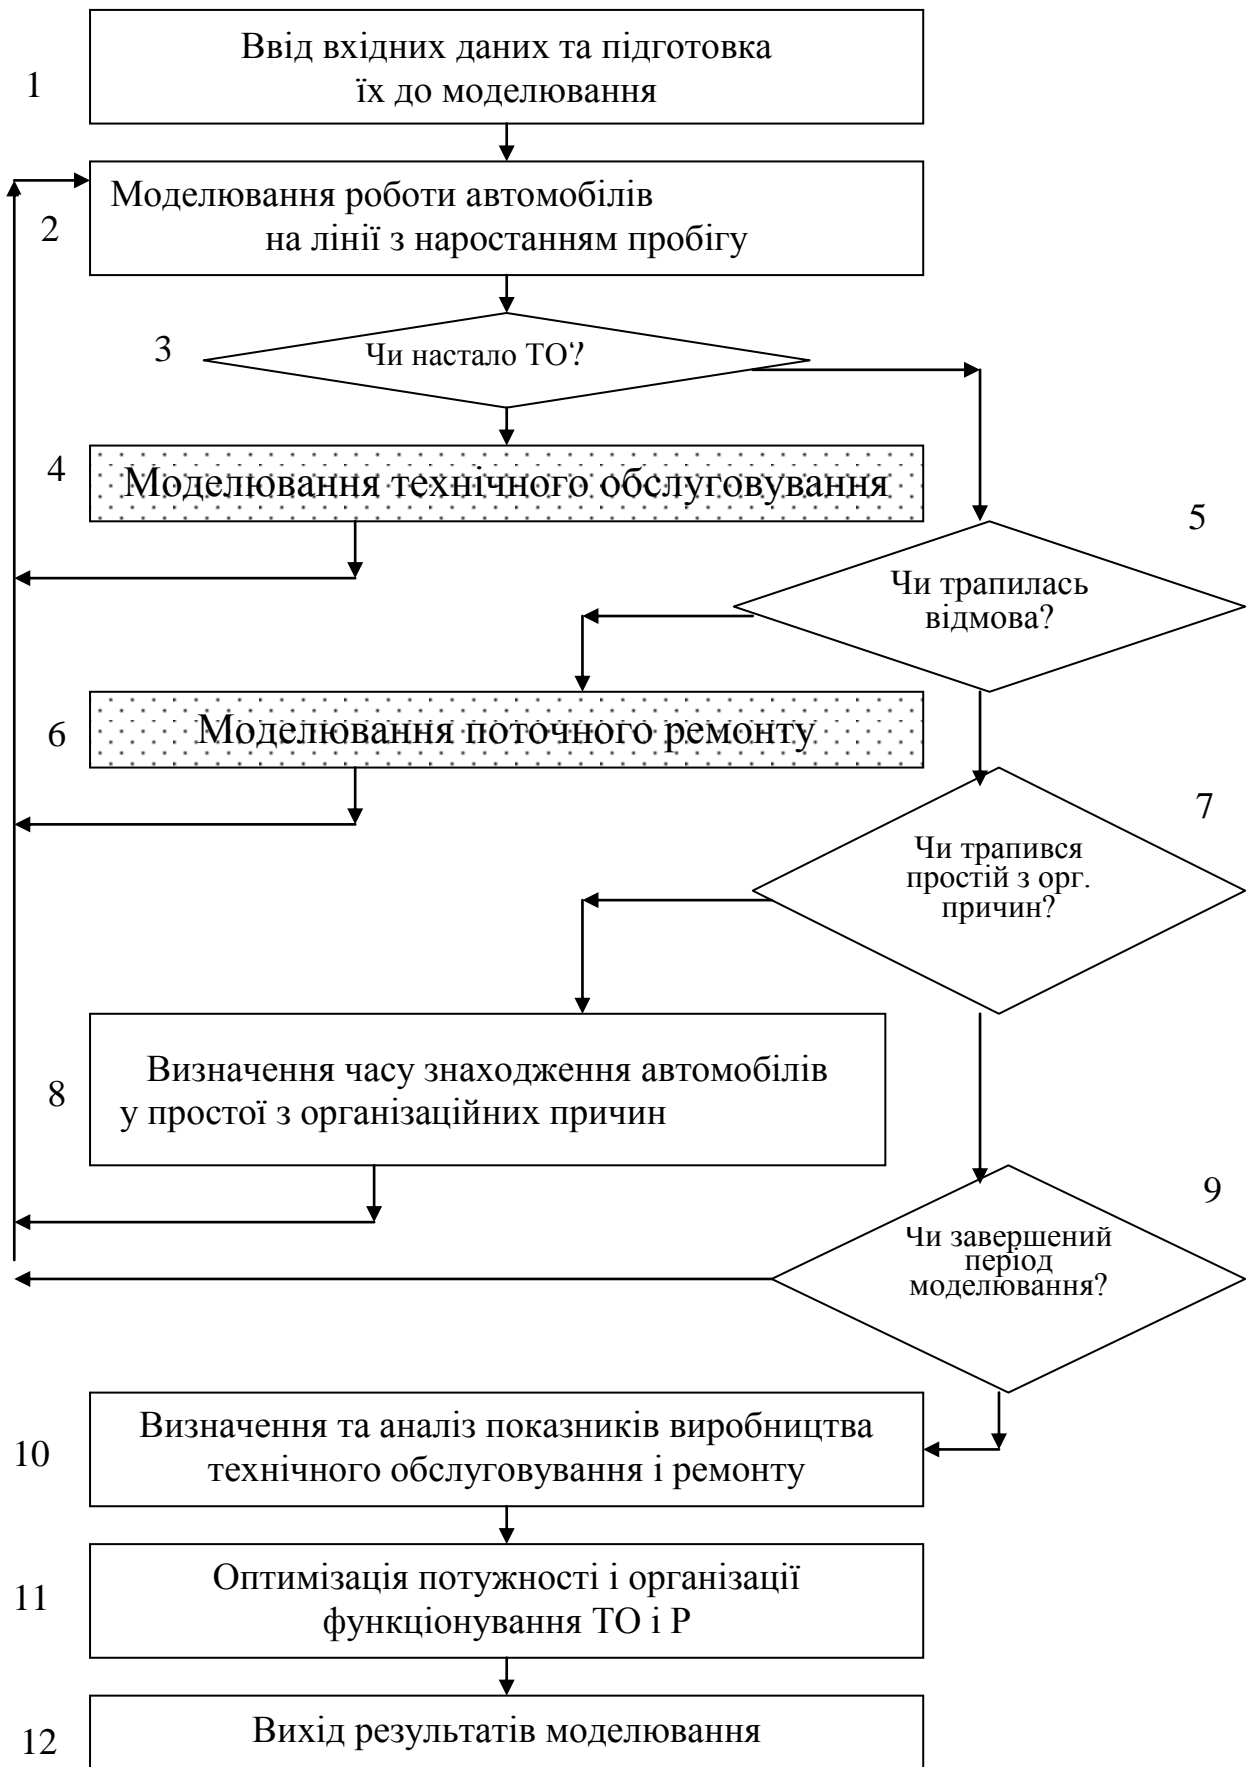 1
Ввід вхідних даних та підготовка
їх до моделювання
2
Моделювання роботи автомобілів
на лінії з наростанням пробігу
3
Чи настало ТО?
4
Моделювання технічного обслуговування
5
Чи трапилась
відмова?
6
Моделювання поточного ремонту
7
Чи трапився
простій з орг.
причин?
8
Визначення часу знаходження автомобілів
у простої з організаційних причин
9
Чи завершений
період
моделювання?
10
Визначення та аналіз показників виробництва
технічного обслуговування і ремонту
11
Оптимізація потужності і організації
функціонування ТО і Р
12
Вихід результатів моделювання